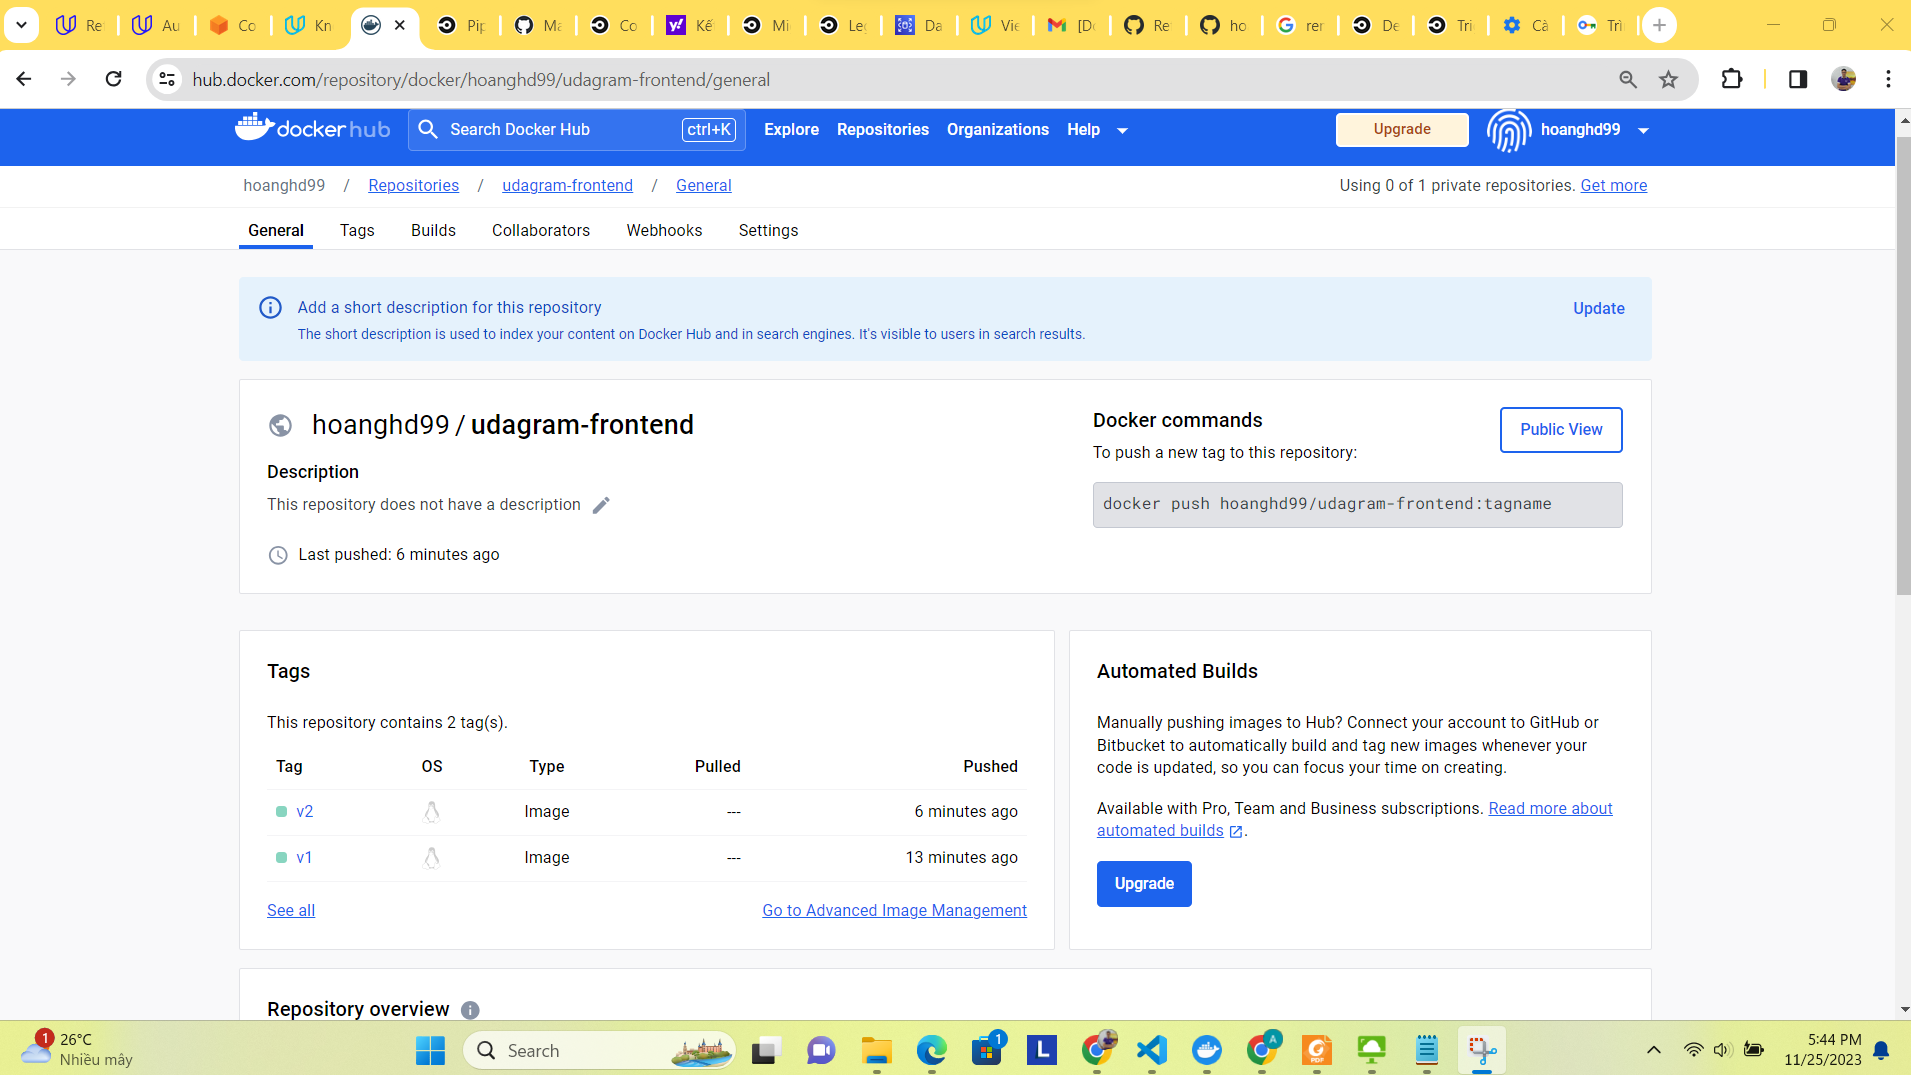 Re
Au
Co
Kn
Pip
Ma
Co
Kế
Mi
Le
Da
Vie
[D
Re
ho
rer
De
Tri
Cà
Trì
hub.docker.com/repository/docker/hoanghd99/udagram-frontend/general
docker hub
Search Docker Hub
ctrl+K
Explore
Repositories
Organizations
Help
Upgrade
hoanghd99
hoanghd99 / Repositories / udagram-frontend / General
Using 0 of 1 private repositories. Get more
General
Tags
Builds
Collaborators
Webhooks
Settings
Add a short description for this repository
Update
The short description is used to index your content on Docker Hub and in search engines. It's visible to users in search results.
hoanghd99 / udagram-frontend
Description
This repository does not have a description
Last pushed: 6 minutes ago
Docker commands
Public View
To push a new tag to this repository:
docker push hoanghd99/udagram-frontend:tagname
Tags
This repository contains 2 tag(s).
Tag OS Type Pulled Pushed
v2 Image --- 6 minutes ago
v1 Image --- 13 minutes ago
See all
Go to Advanced Image Management
Automated Builds
Manually pushing images to Hub? Connect your account to GitHub or
Bitbucket to automatically build and tag new images whenever your
code is updated, so you can focus your time on creating.
Available with Pro, Team and Business subscriptions. Read more about
automated builds .
Upgrade
Repository overview
1
26°C
Nhiều mây
Search
1
L
A
PDF
5:44 PM
11/25/2023